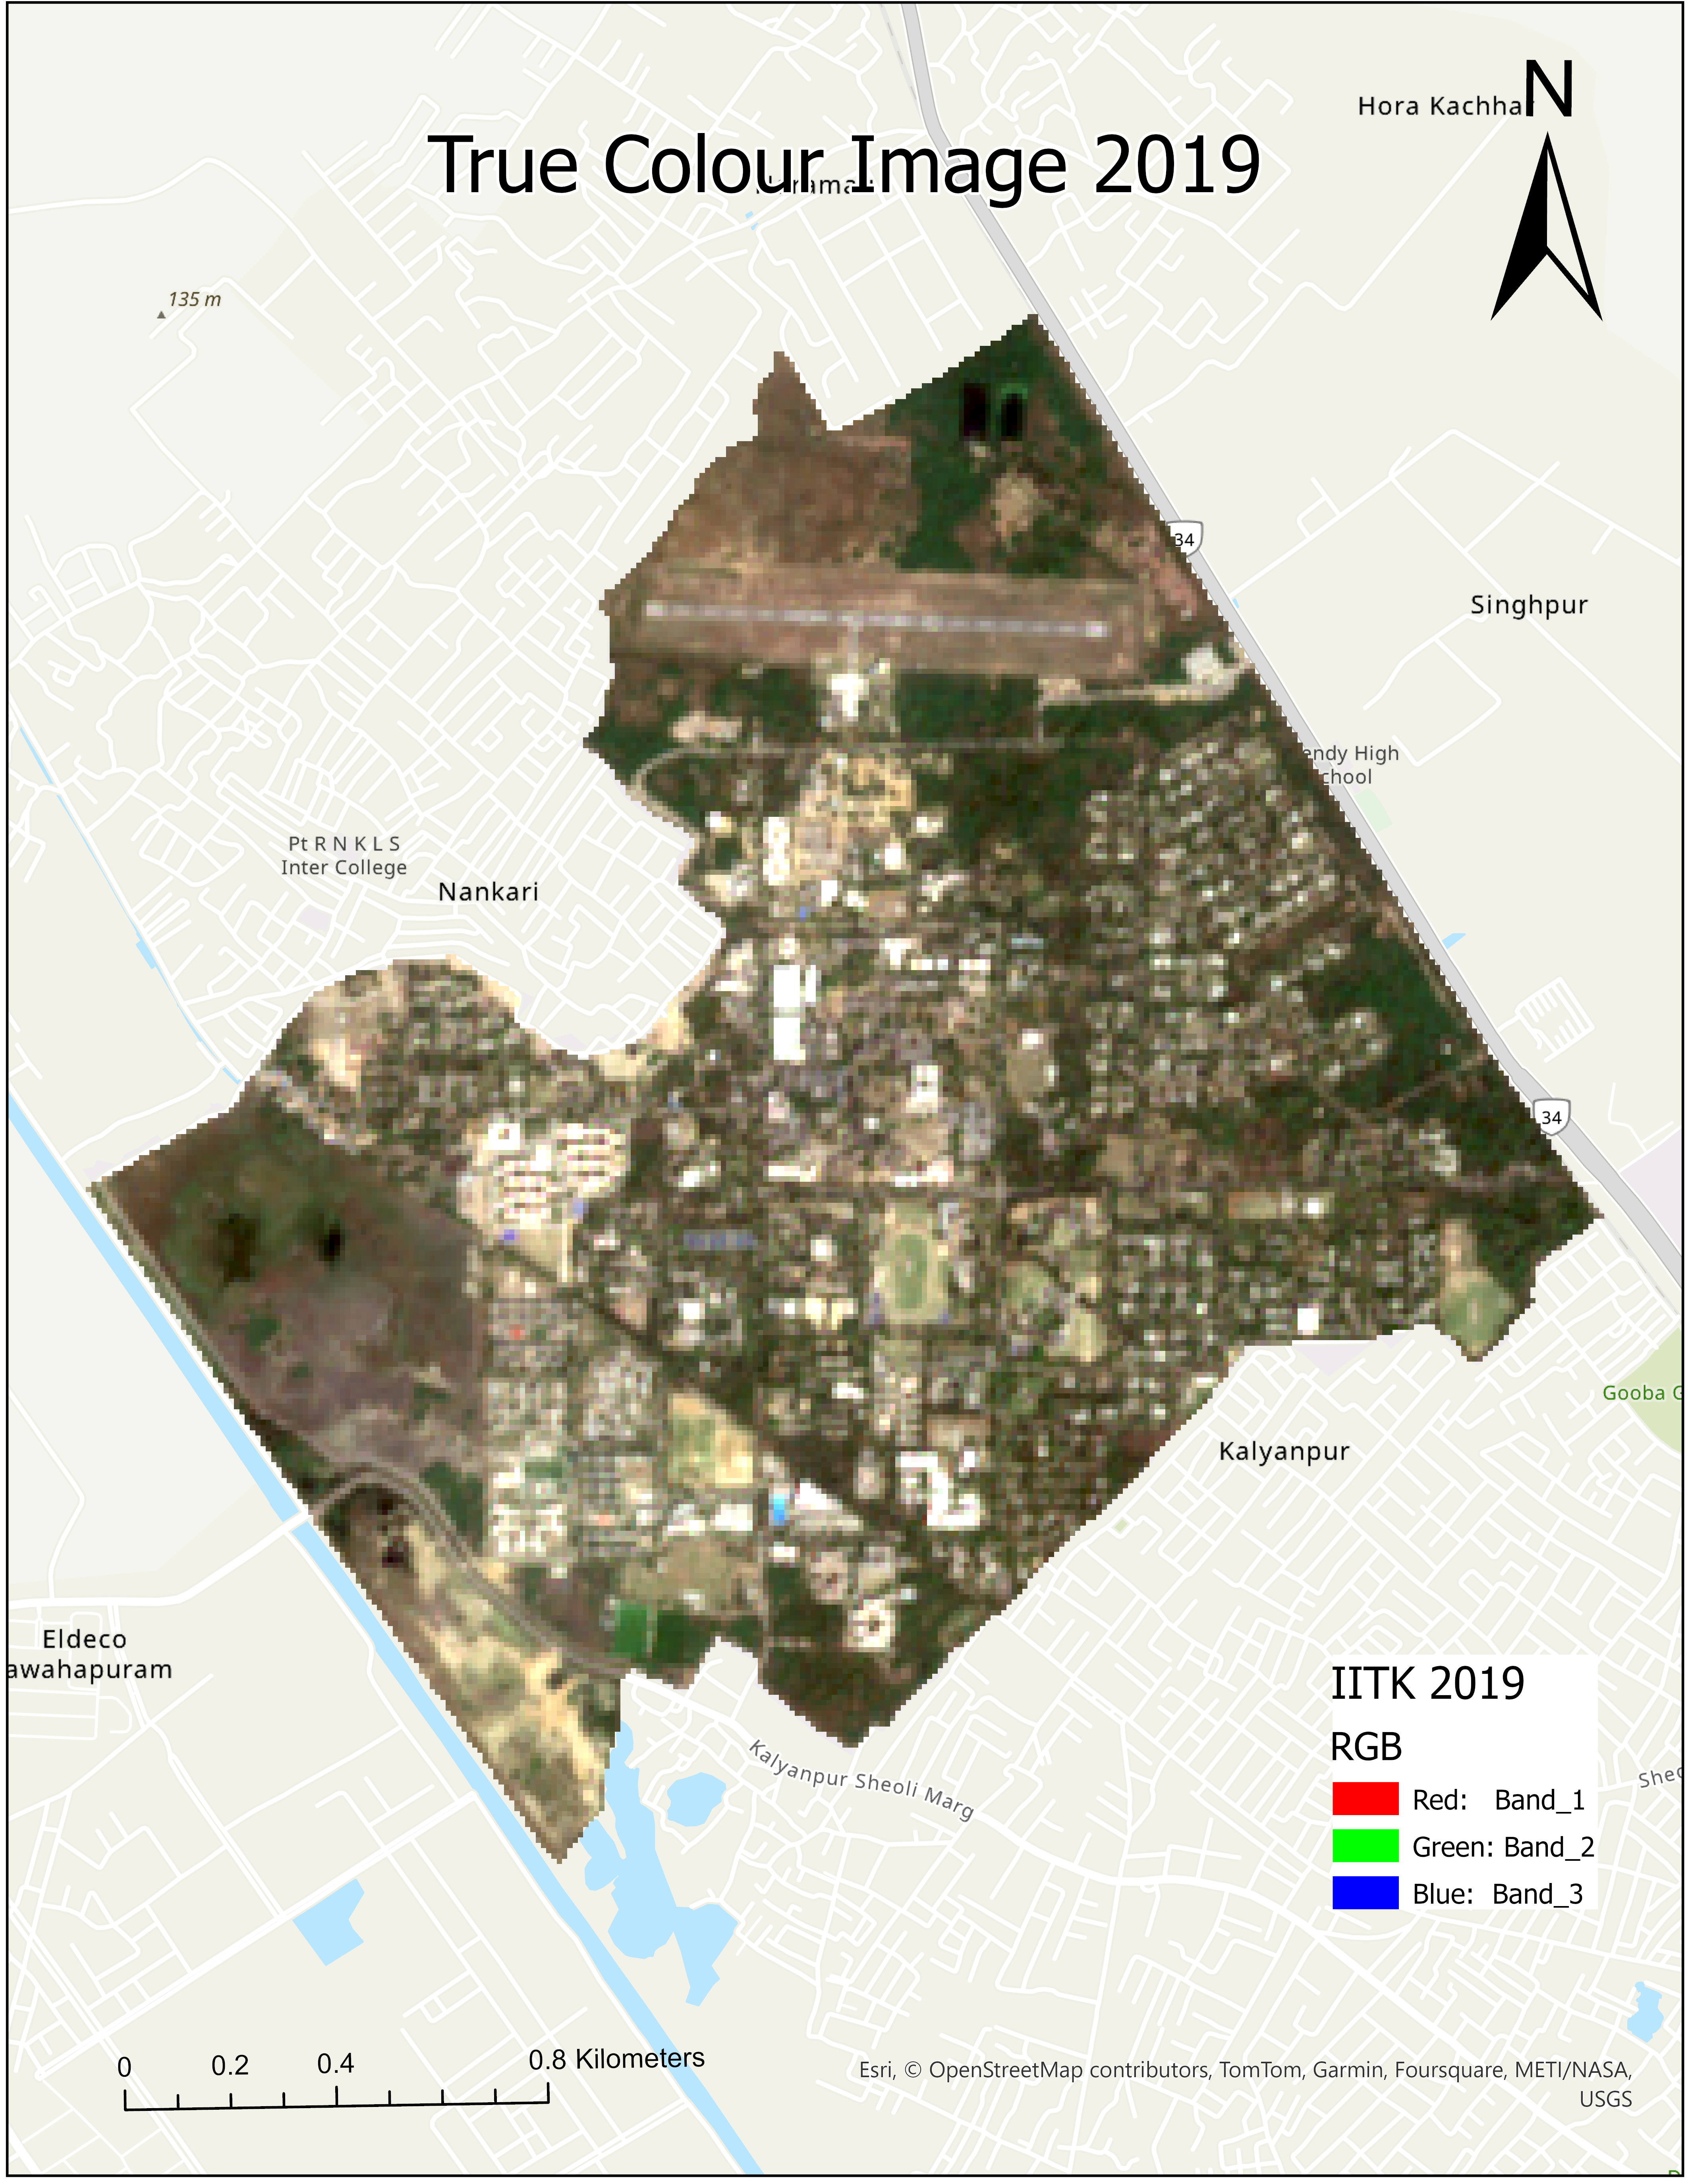 Hora Kachhar
N
True Colour Image 2019
135 m
34
Singhpur
endy High
chool
Pt R N K L S
Inter College
Nankari
34
Gooba G
Kalyanpur
Eldeco
awahapuram
IITK 2019
RGB
Kalyanpur Sheoli Marg
Red: Band_1
Green: Band_2
Blue: Band_3
0 0.2 0.4 0.8 Kilometers
Esri, © OpenStreetMap contributors, TomTom, Garmin, Foursquare, METI/NASA,
USGS